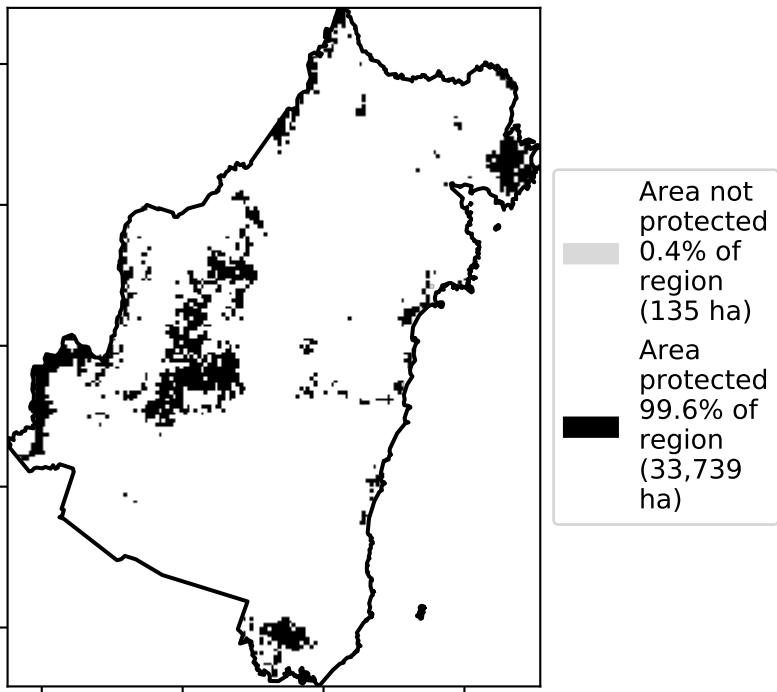 Area not
protected
0.4% of
region
(135 ha)
Area
protected
99.6% of
region
(33,739
ha)